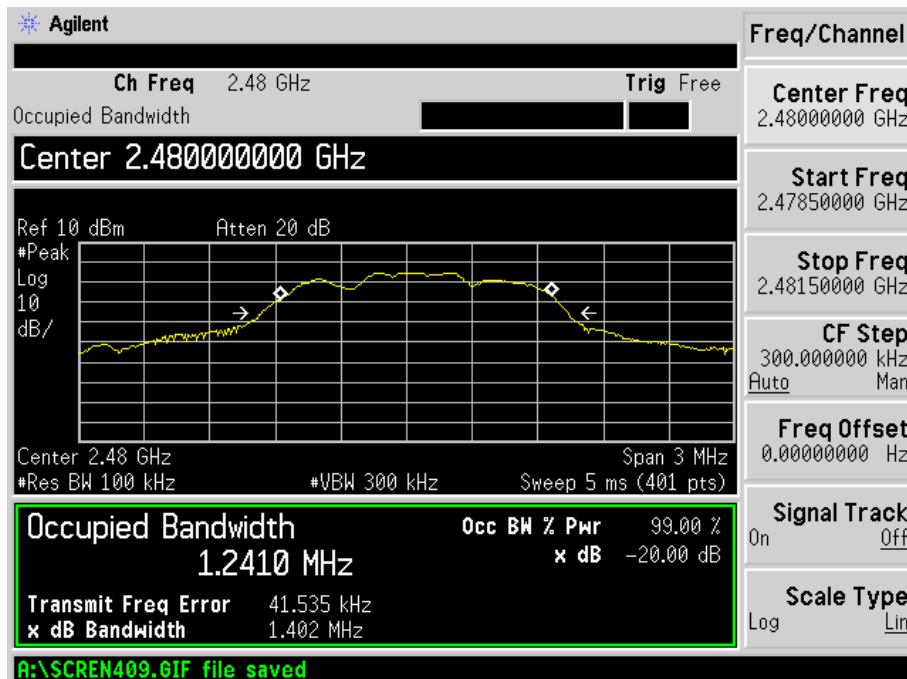 Agilent
Freq/Channel
Ch Freq 2.48 GHz Trig Free
Occupied Bandwidth
Center 2.480000000 GHz
Ref 10 dBm Atten 20 dB
#Peak
Log
10
dB/
Center 2.48 GHz Span 3 MHz
#Res BW 100 kHz #VBW 300 kHz Sweep 5 ms (401 pts)
Occupied Bandwidth
1.2410 MHz
Occ BW % Pwr 99.00 %
x dB -20.00 dB
Transmit Freq Error 41.535 kHz
x dB Bandwidth 1.402 MHz
A:\SCREN409.GIF file saved
Center Freq
2.48000000 GHz
Start Freq
2.47850000 GHz
Stop Freq
2.48150000 GHz
CF Step
300.000000 kHz
Auto Man
Freq Offset
0.00000000 Hz
Signal Track
On Off
Scale Type
Log Lin